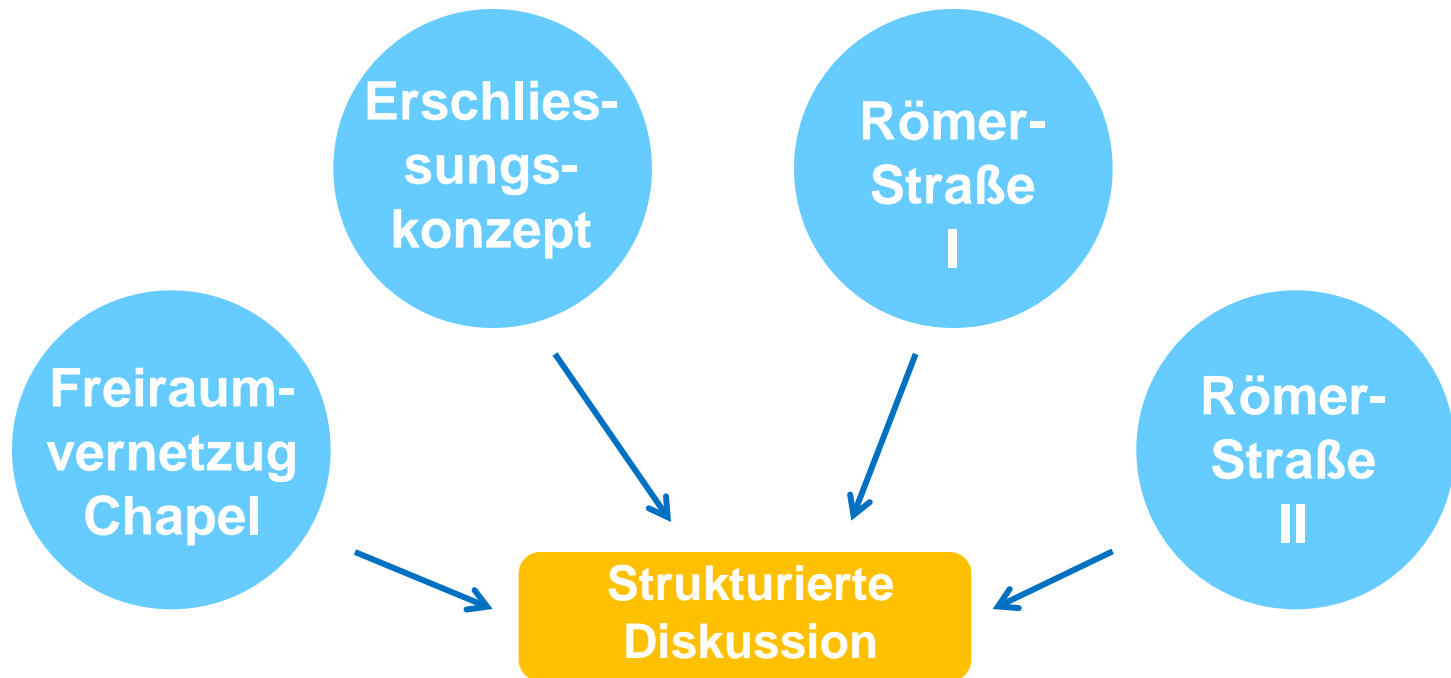 Erschlies-
sungs-
konzept
Römer-
Straße
I
Freiraum-
vernetzug
Chapel
Römer-
Straße
II
Strukturierte
Diskussion